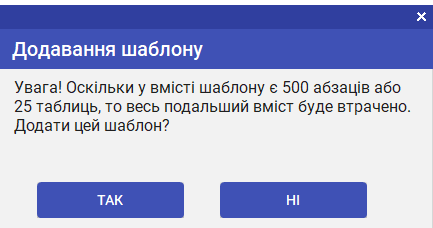 Додавання шаблону
Увага! Оскільки у вмісті шаблону є 500 абзаців або
25 таблиць, то весь подальший вміст буде втрачено.
Додати цей шаблон?
ТАК
НІ